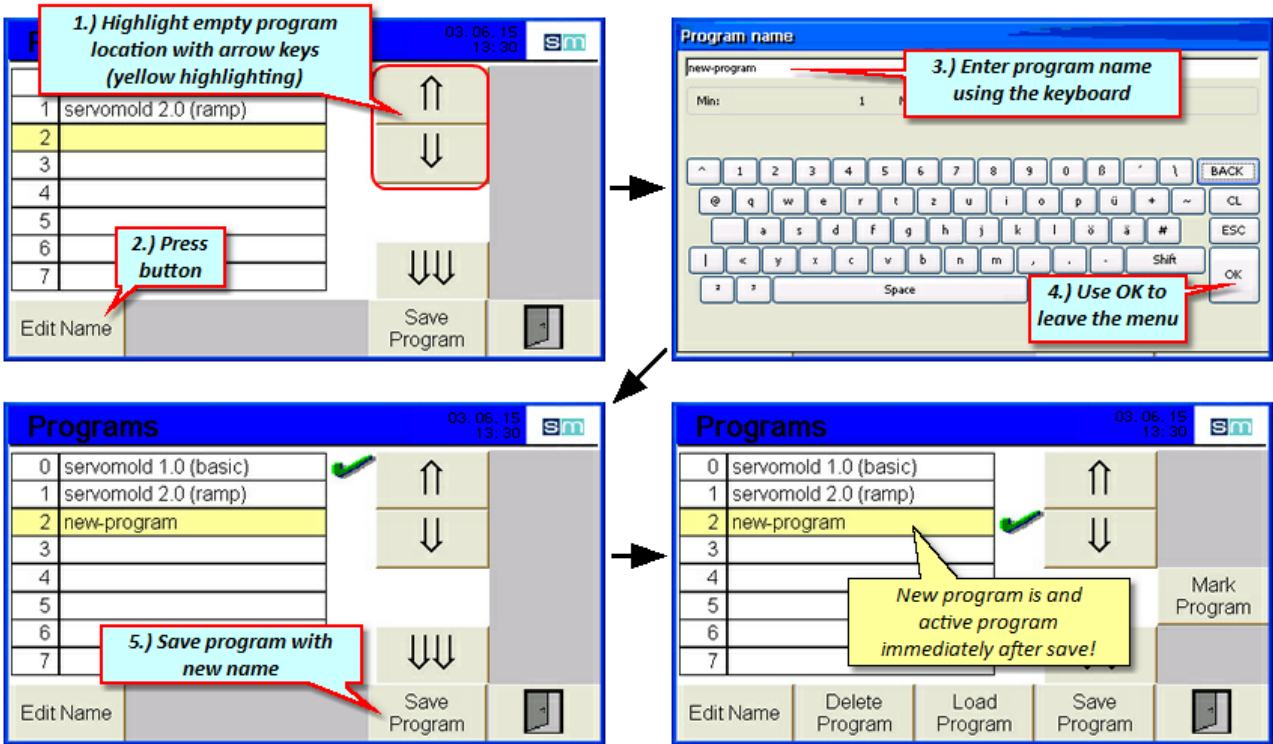 1.) Highlight empty program
location with arrow keys
(yellow highlighting)
03. 06. 15
13: 30
sm
1 servomold 2.0 (ramp)
2
3
4
5
6
7
2.) Press
button
Edit Name
Save
Program
Program name
new-program
3.) Enter program name
using the keyboard
Min: 1
4.) Use OK to
leave the menu
^ 1 2 3 4 5 6 7 8 9 0 ß ´ \ BACK
@ q w e r t z u i o p ü + ~ CL
a s d f g h j k l ö ä # ESC
| < y x c v b n m , . - Shift
² ³ Space OK
Programs
03. 06. 15
13: 30
sm
0 servomold 1.0 (basic)
1 servomold 2.0 (ramp)
2 new-program
3
4
5
6
7
5.) Save program with
new name
Edit Name
Save
Program
Programs
03. 06. 15
13: 30
sm
0 servomold 1.0 (basic)
1 servomold 2.0 (ramp)
2 new-program
3
4
5
6
7
New program is and
active program
immediately after save!
Mark
Program
Edit Name
Delete
Program
Load
Program
Save
Program